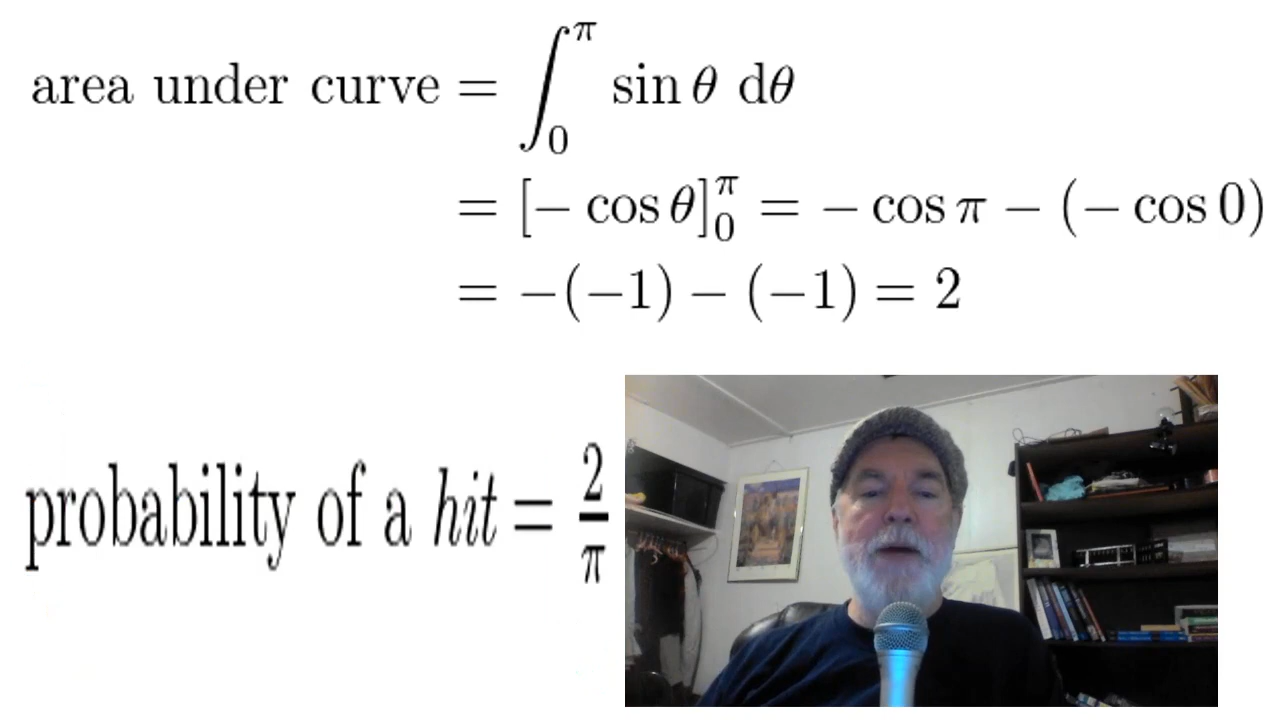 area under curve = ∫₀^π sin θ dθ
= [− cos θ]₀^π = − cos π − (− cos 0)
= −(−1) − (−1) = 2
probability of a hit = 2/π